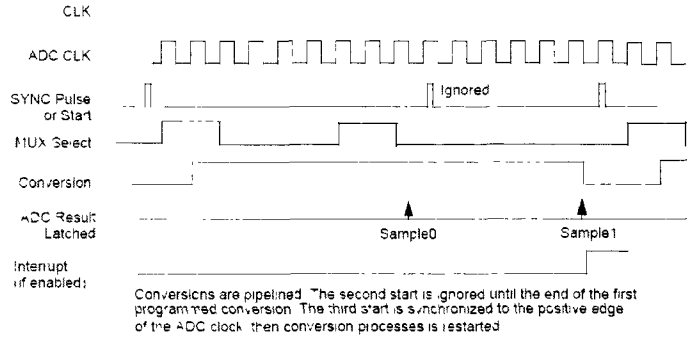 CLK
ADC CLK
SYNC Pulse
or Start
Ignored
MUX Select
Conversion
ADC Result
Latched
Sample0
Sample1
Interrupt
(if enabled)
Conversions are pipelined. The second start is ignored until the end of the first
programmed conversion. The third start is synchronized to the positive edge
of the ADC clock, then conversion processes is restarted